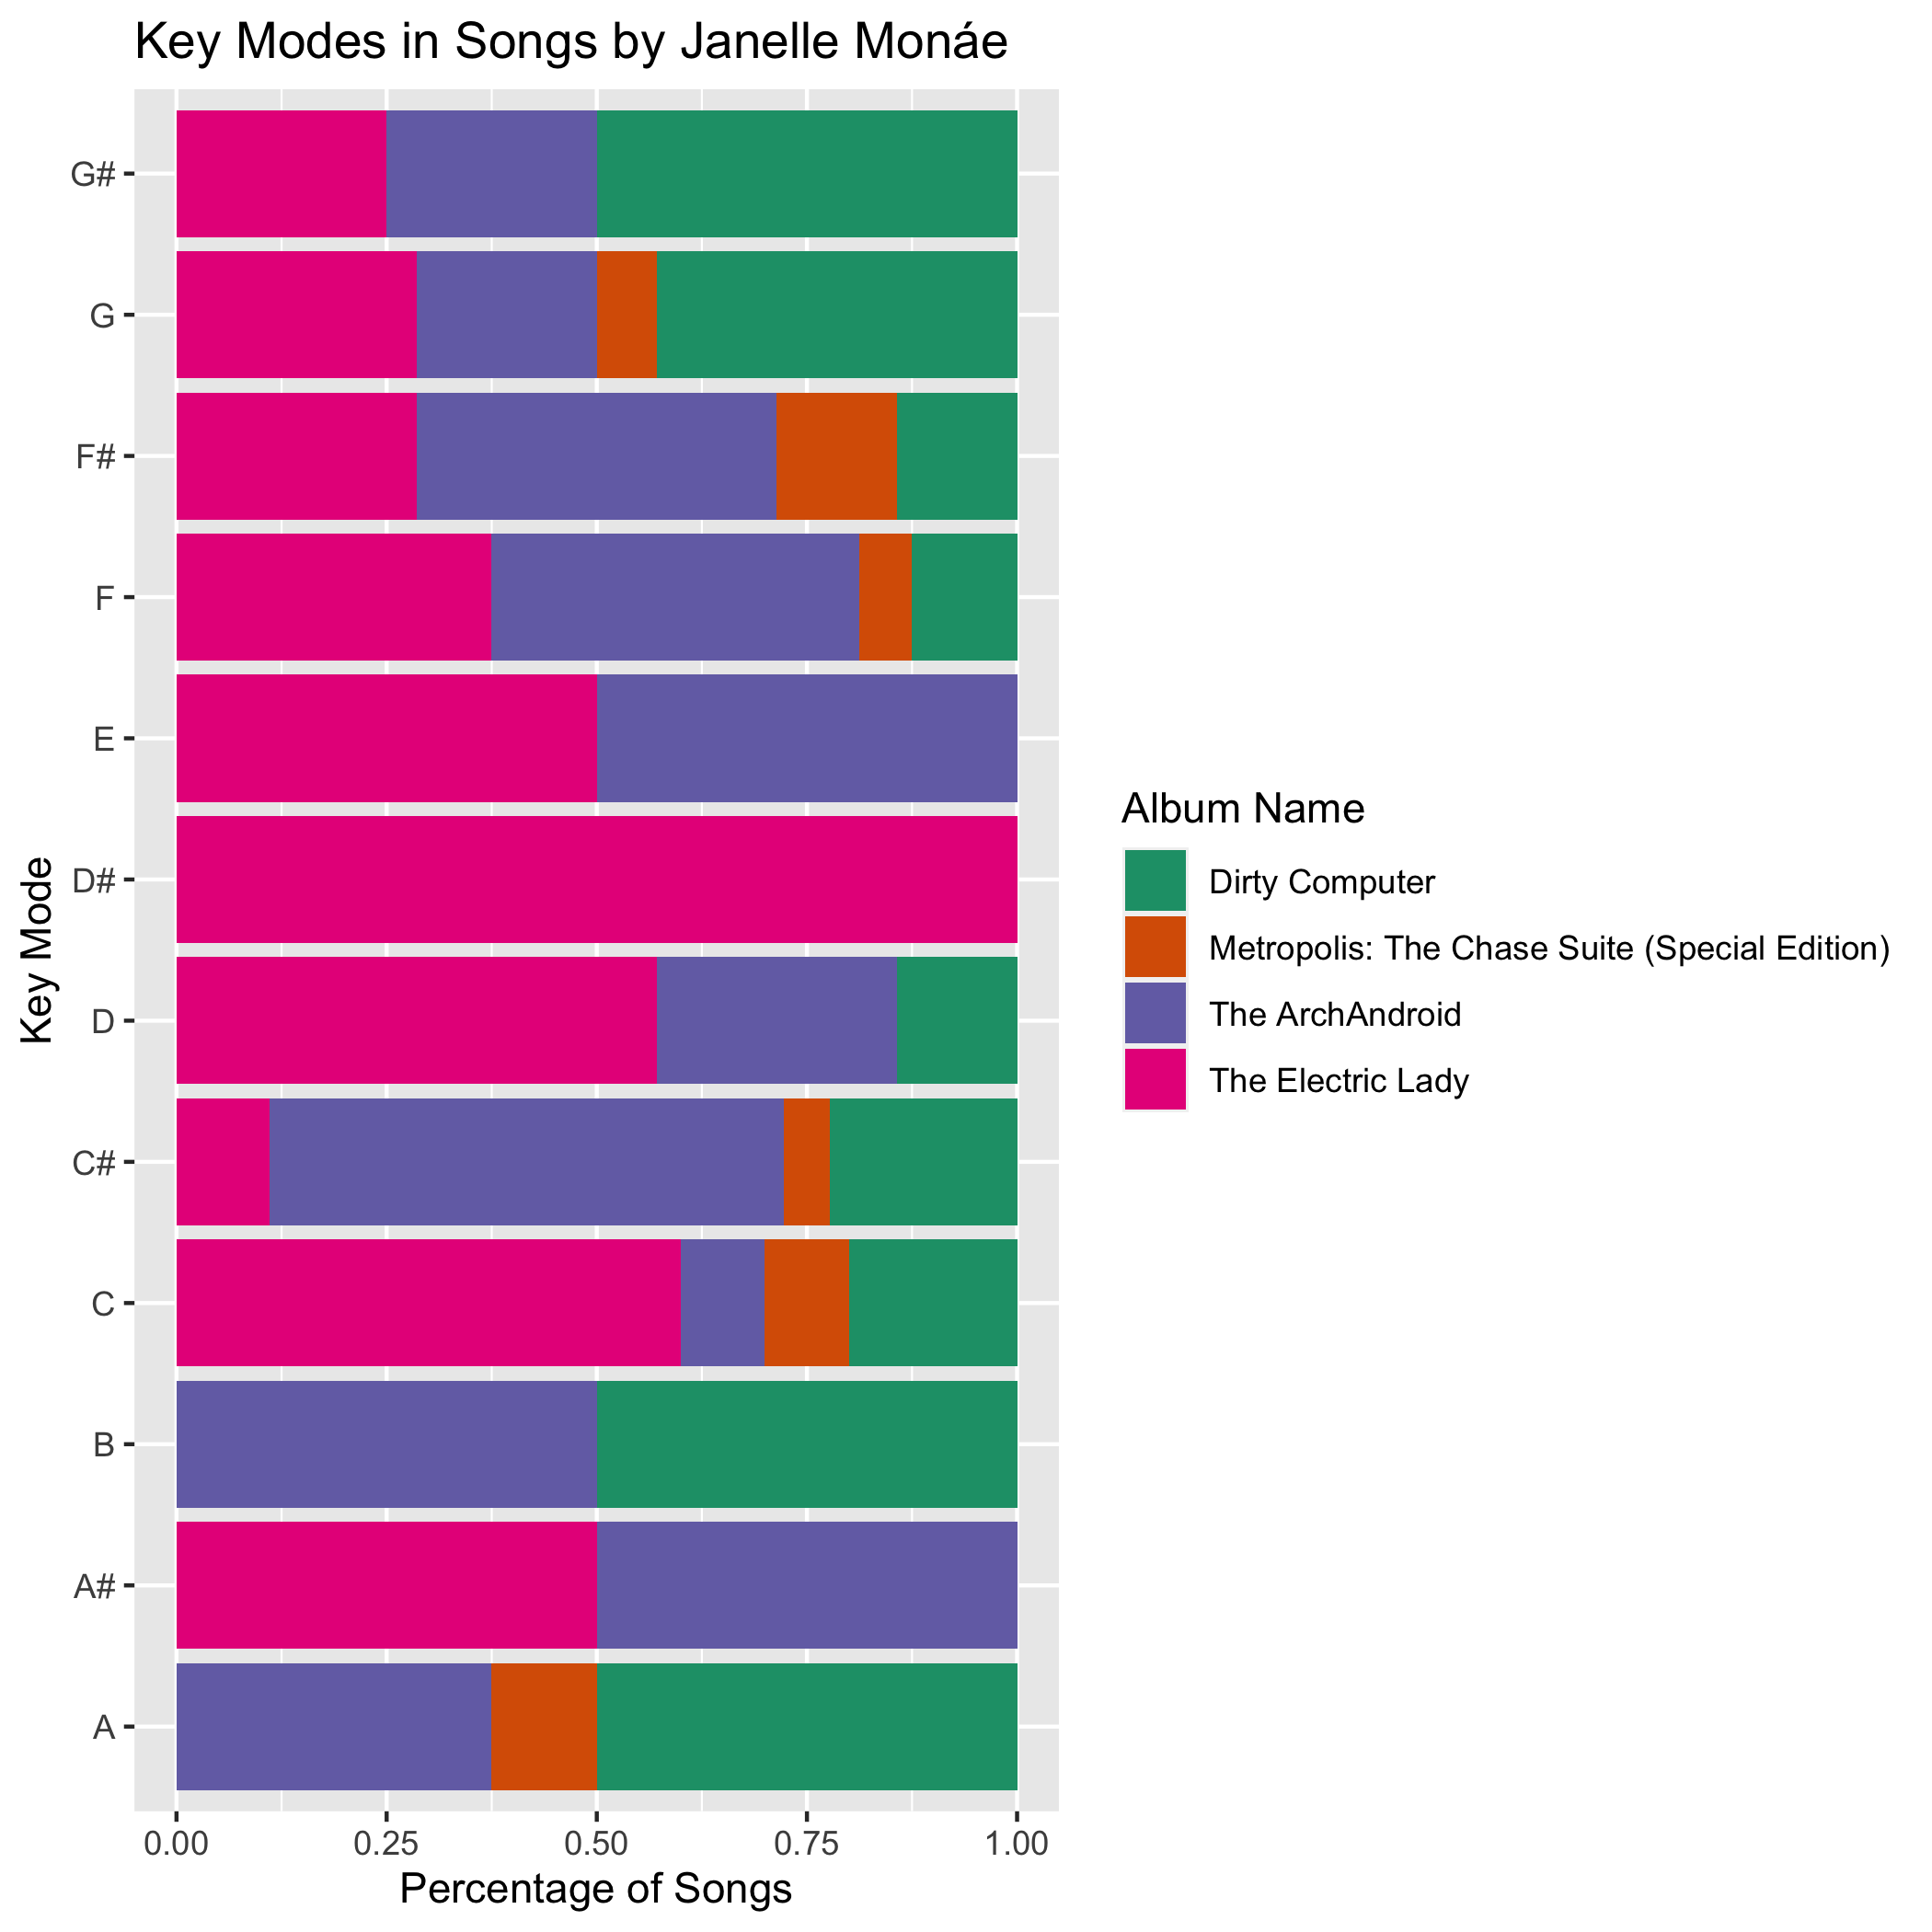 Key Modes in Songs by Janelle Monáe
Key Mode
G#
G
F#
F
E
D#
D
C#
C
B
A#
A
0.00 0.25 0.50 0.75 1.00
Percentage of Songs
Album Name
Dirty Computer
Metropolis: The Chase Suite (Special Edition)
The ArchAndroid
The Electric Lady